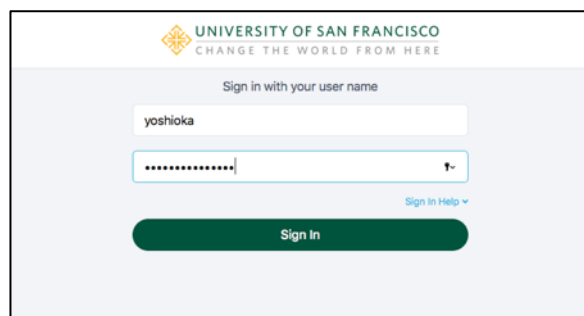 UNIVERSITY OF SAN FRANCISCO
CHANGE THE WORLD FROM HERE
Sign in with your user name
yoshioka
•••••••••••••••
Sign In Help
Sign In